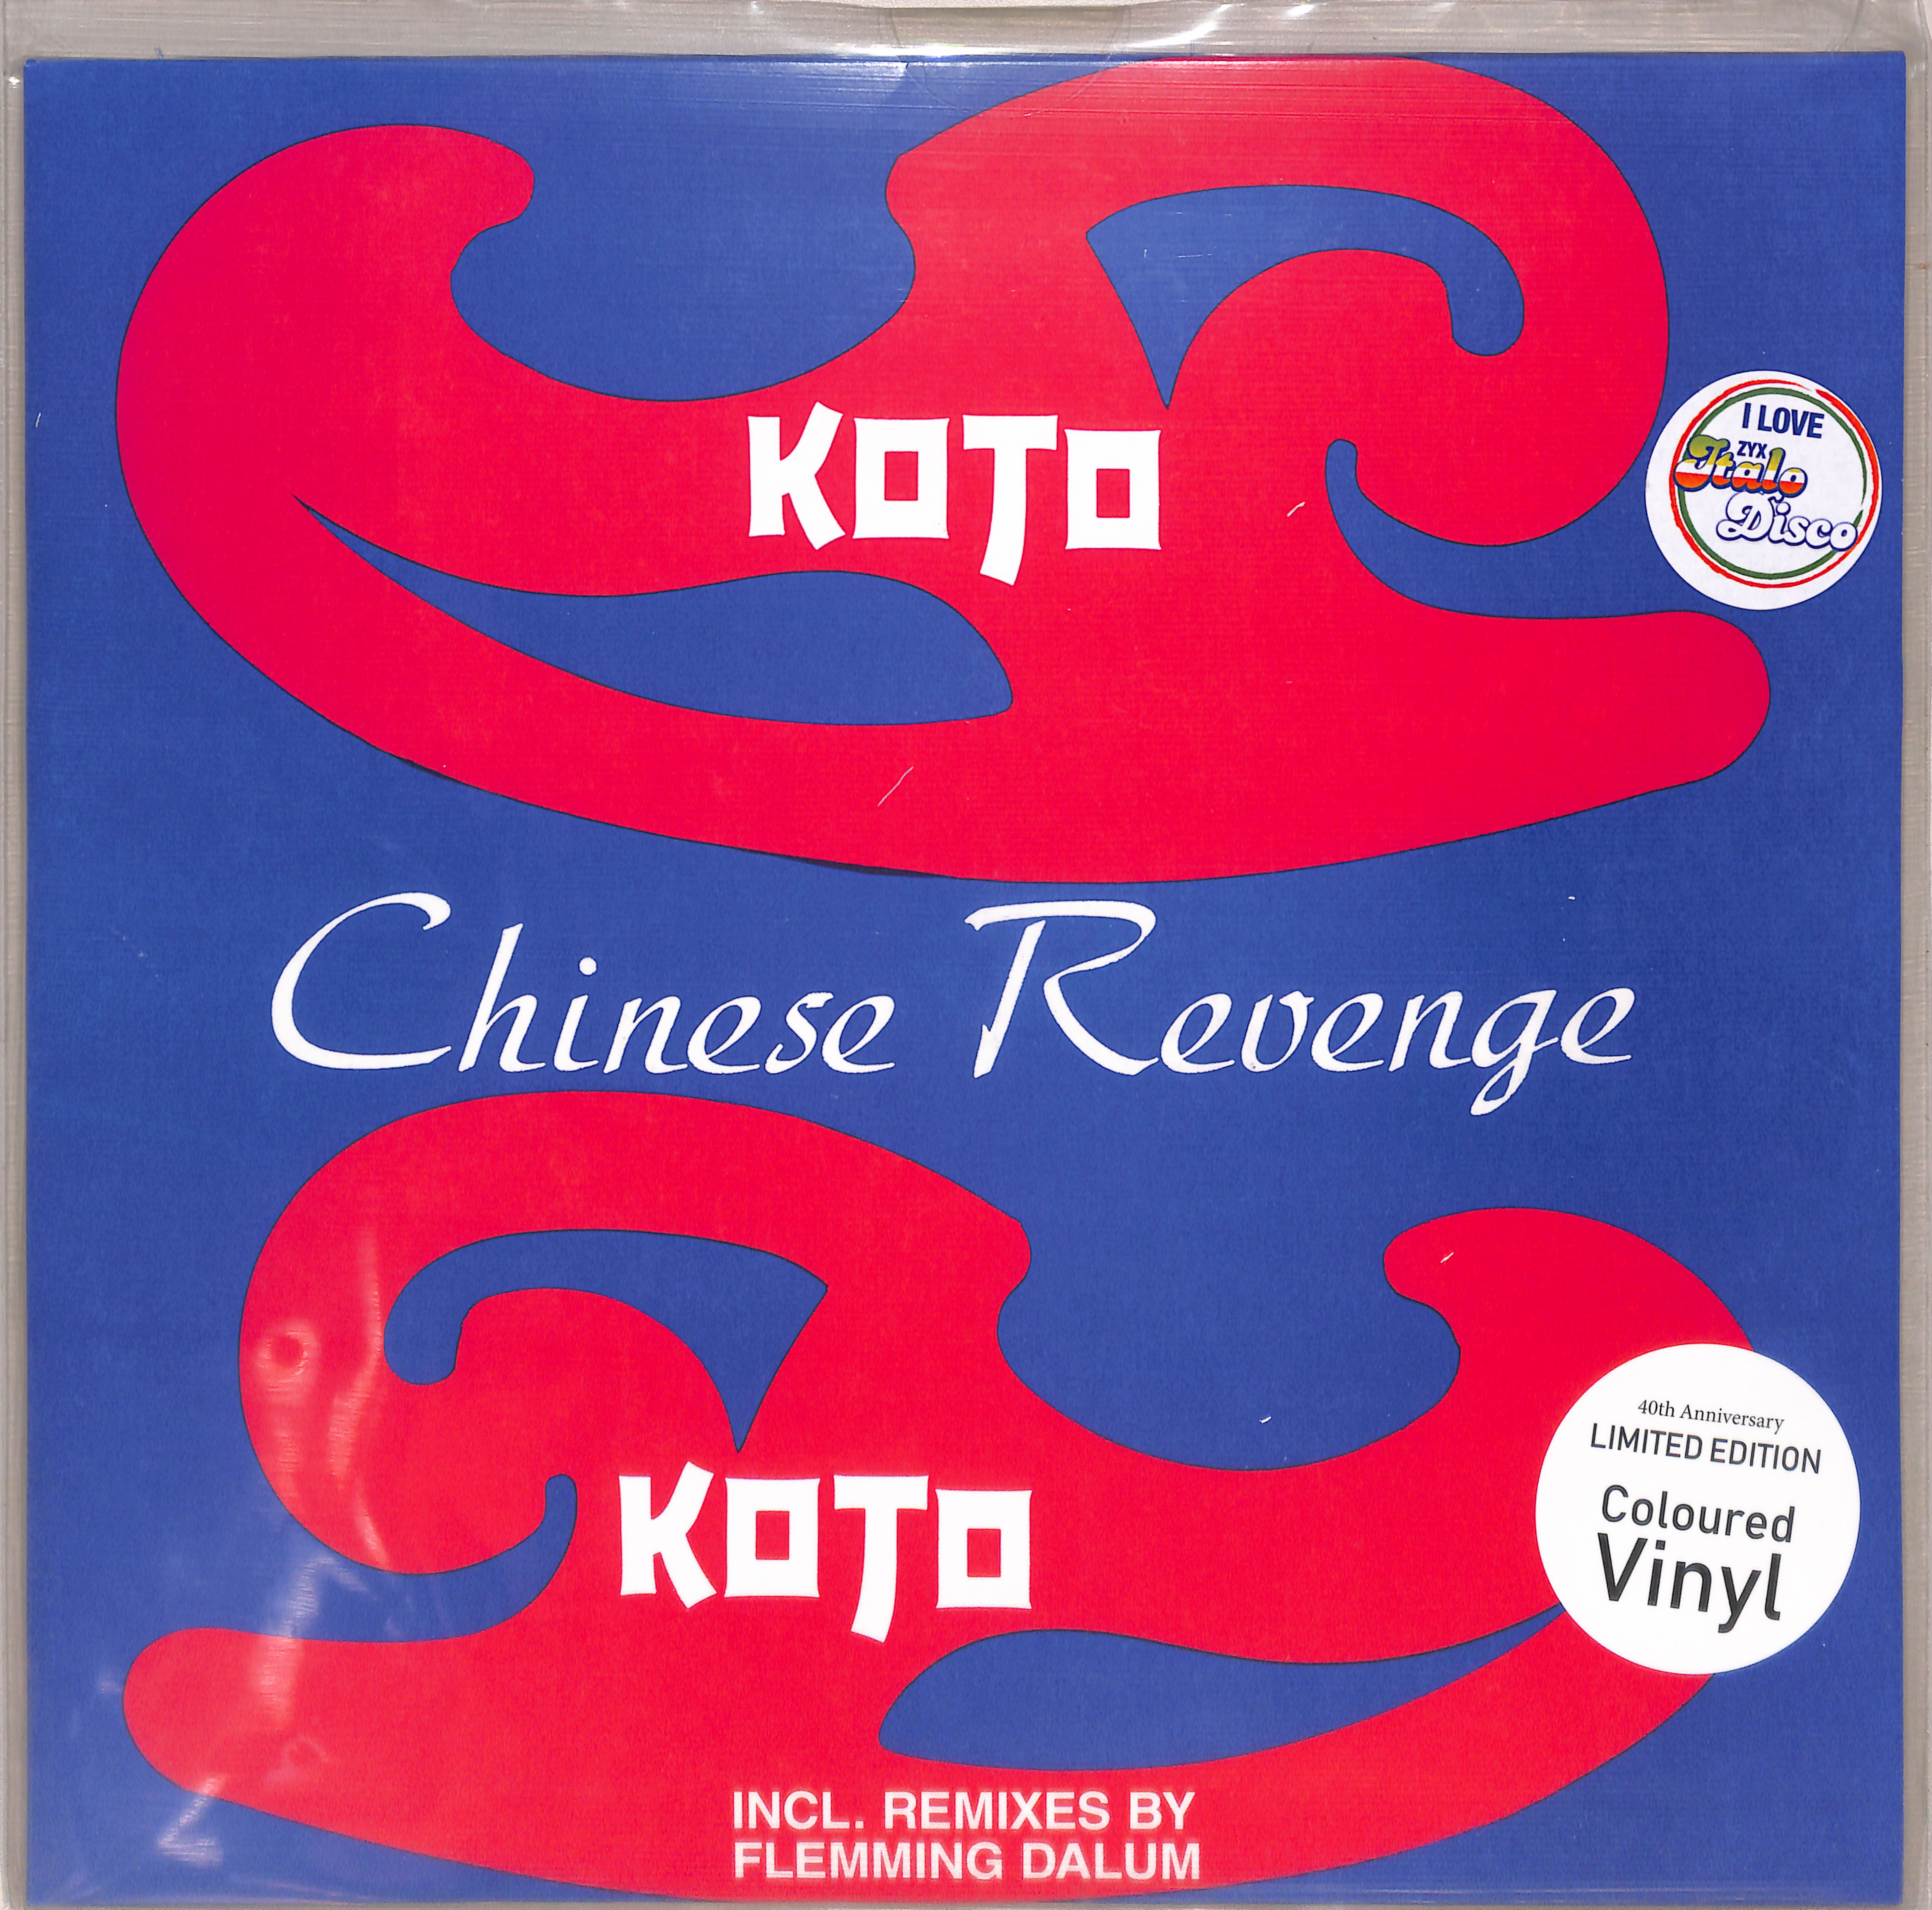 KOTO
I LOVE
ZYX
Italo
Disco
Chinese Revenge
KOTO
40th Anniversary
LIMITED EDITION
Coloured
Vinyl
INCL. REMIXES BY
FLEMMING DALUM